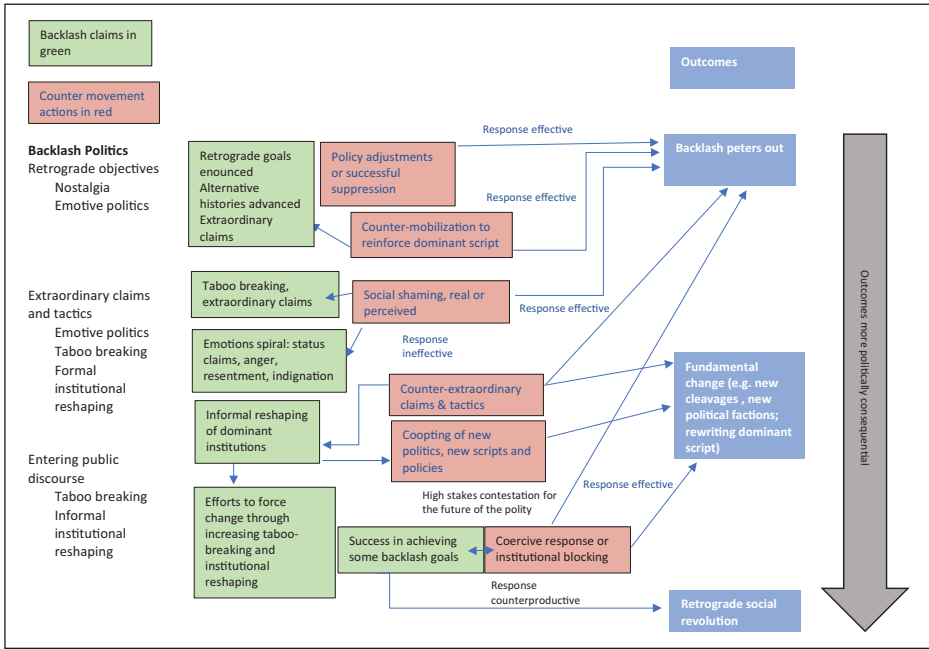 Backlash claims in
green
Outcomes
Counter movement
actions in red
Backlash Politics
Retrograde objectives
Nostalgia
Emotive politics
Retrograde goals
enounced
Alternative
histories advanced
Extraordinary
claims
Policy adjustments
or successful
suppression
Response effective
Backlash peters out
Response effective
Counter-mobilization to
reinforce dominant script
Extraordinary claims
and tactics
Emotive politics
Taboo breaking
Formal
institutional
reshaping
Taboo breaking,
extraordinary claims
Social shaming, real or
perceived
Response effective
Response
ineffective
Emotions spiral: status
claims, anger,
resentment, indignation
Counter-extraordinary
claims & tactics
Fundamental
change (e.g. new
cleavages , new
political factions;
rewriting dominant
script)
Informal reshaping
of dominant
institutions
Coopting of new
politics, new scripts and
policies
Entering public
discourse
Taboo breaking
Informal
institutional
reshaping
High stakes contestation for
the future of the polity
Response effective
Efforts to force
change through
increasing taboo-
breaking and
institutional
reshaping
Success in achieving
some backlash goals
Coercive response or
institutional blocking
Response
counterproductive
Retrograde social
revolution
Outcomes more politically consequential